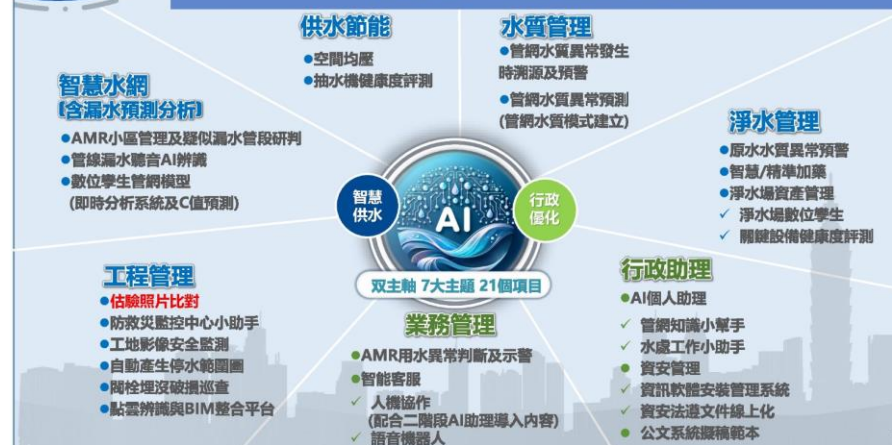 供水節能
●空間均壓
●抽水機健康度評測
水質管理
●管網水質異常發生
時溯源及預警
●管網水質異常預測
(管網水質模式建立)
智慧水網
(含漏水預測分析)
●AMR小區管理及疑似漏水管段研判
●管線漏水聽音AI辨識
●數位孿生管網模型
(即時分析系統及C值預測)
淨水管理
●原水水質異常預警
●智慧/精準加藥
●淨水場資產管理
✓ 淨水場數位孿生
✓ 關鍵設備健康度評測
智慧
供水
AI
行政
優化
双主軸 7大主題 21個項目
工程管理
●估驗照片比對
●防救災監控中心小助手
●工地影像安全監測
●自動產生停水範圍圖
●閥栓埋沒破損巡查
●點雲辨識與BIM整合平台
業務管理
●AMR用水異常判斷及示警
●智能客服
✓ 人機協作
(配合二階段AI助理導入內容)
✓ 語音機器人
行政助理
●AI個人助理
✓ 管網知識小幫手
✓ 水處工作小助手
● 資安管理
✓ 資訊軟體安裝管理系統
✓ 資安法遵文件線上化
● 公文系統擬稿範本